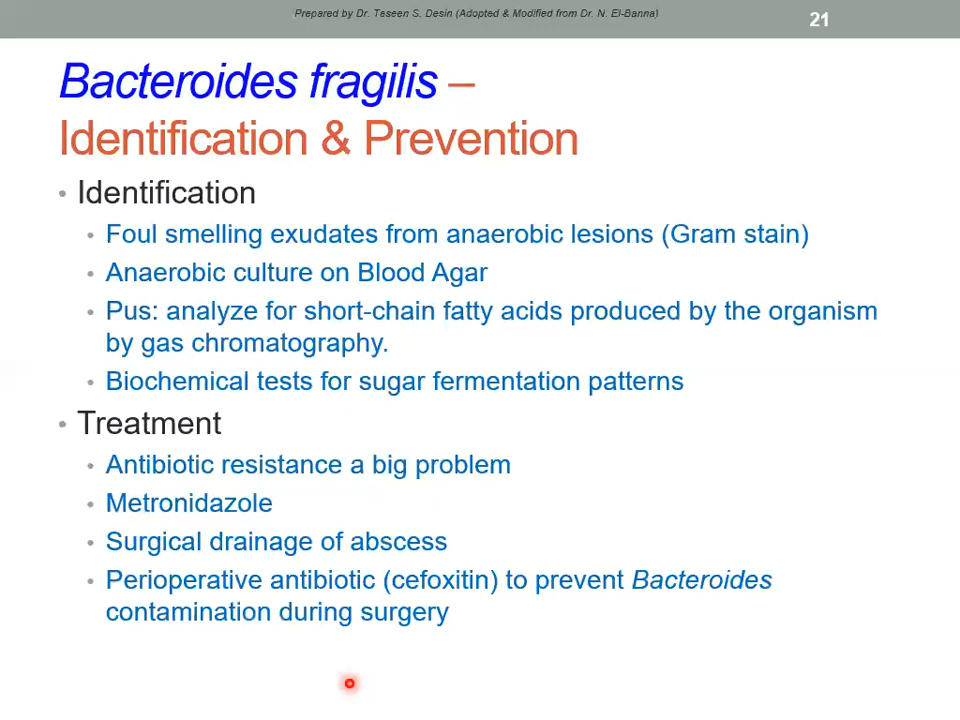 Prepared by Dr. Taseen S. Desin (Adopted & Modified from Dr. N. El-Banna)
21
Bacteroides fragilis –
Identification & Prevention
• Identification
• Foul smelling exudates from anaerobic lesions (Gram stain)
• Anaerobic culture on Blood Agar
• Pus: analyze for short-chain fatty acids produced by the organism
by gas chromatography.
• Biochemical tests for sugar fermentation patterns
• Treatment
• Antibiotic resistance a big problem
• Metronidazole
• Surgical drainage of abscess
• Perioperative antibiotic (cefoxitin) to prevent Bacteroides
contamination during surgery